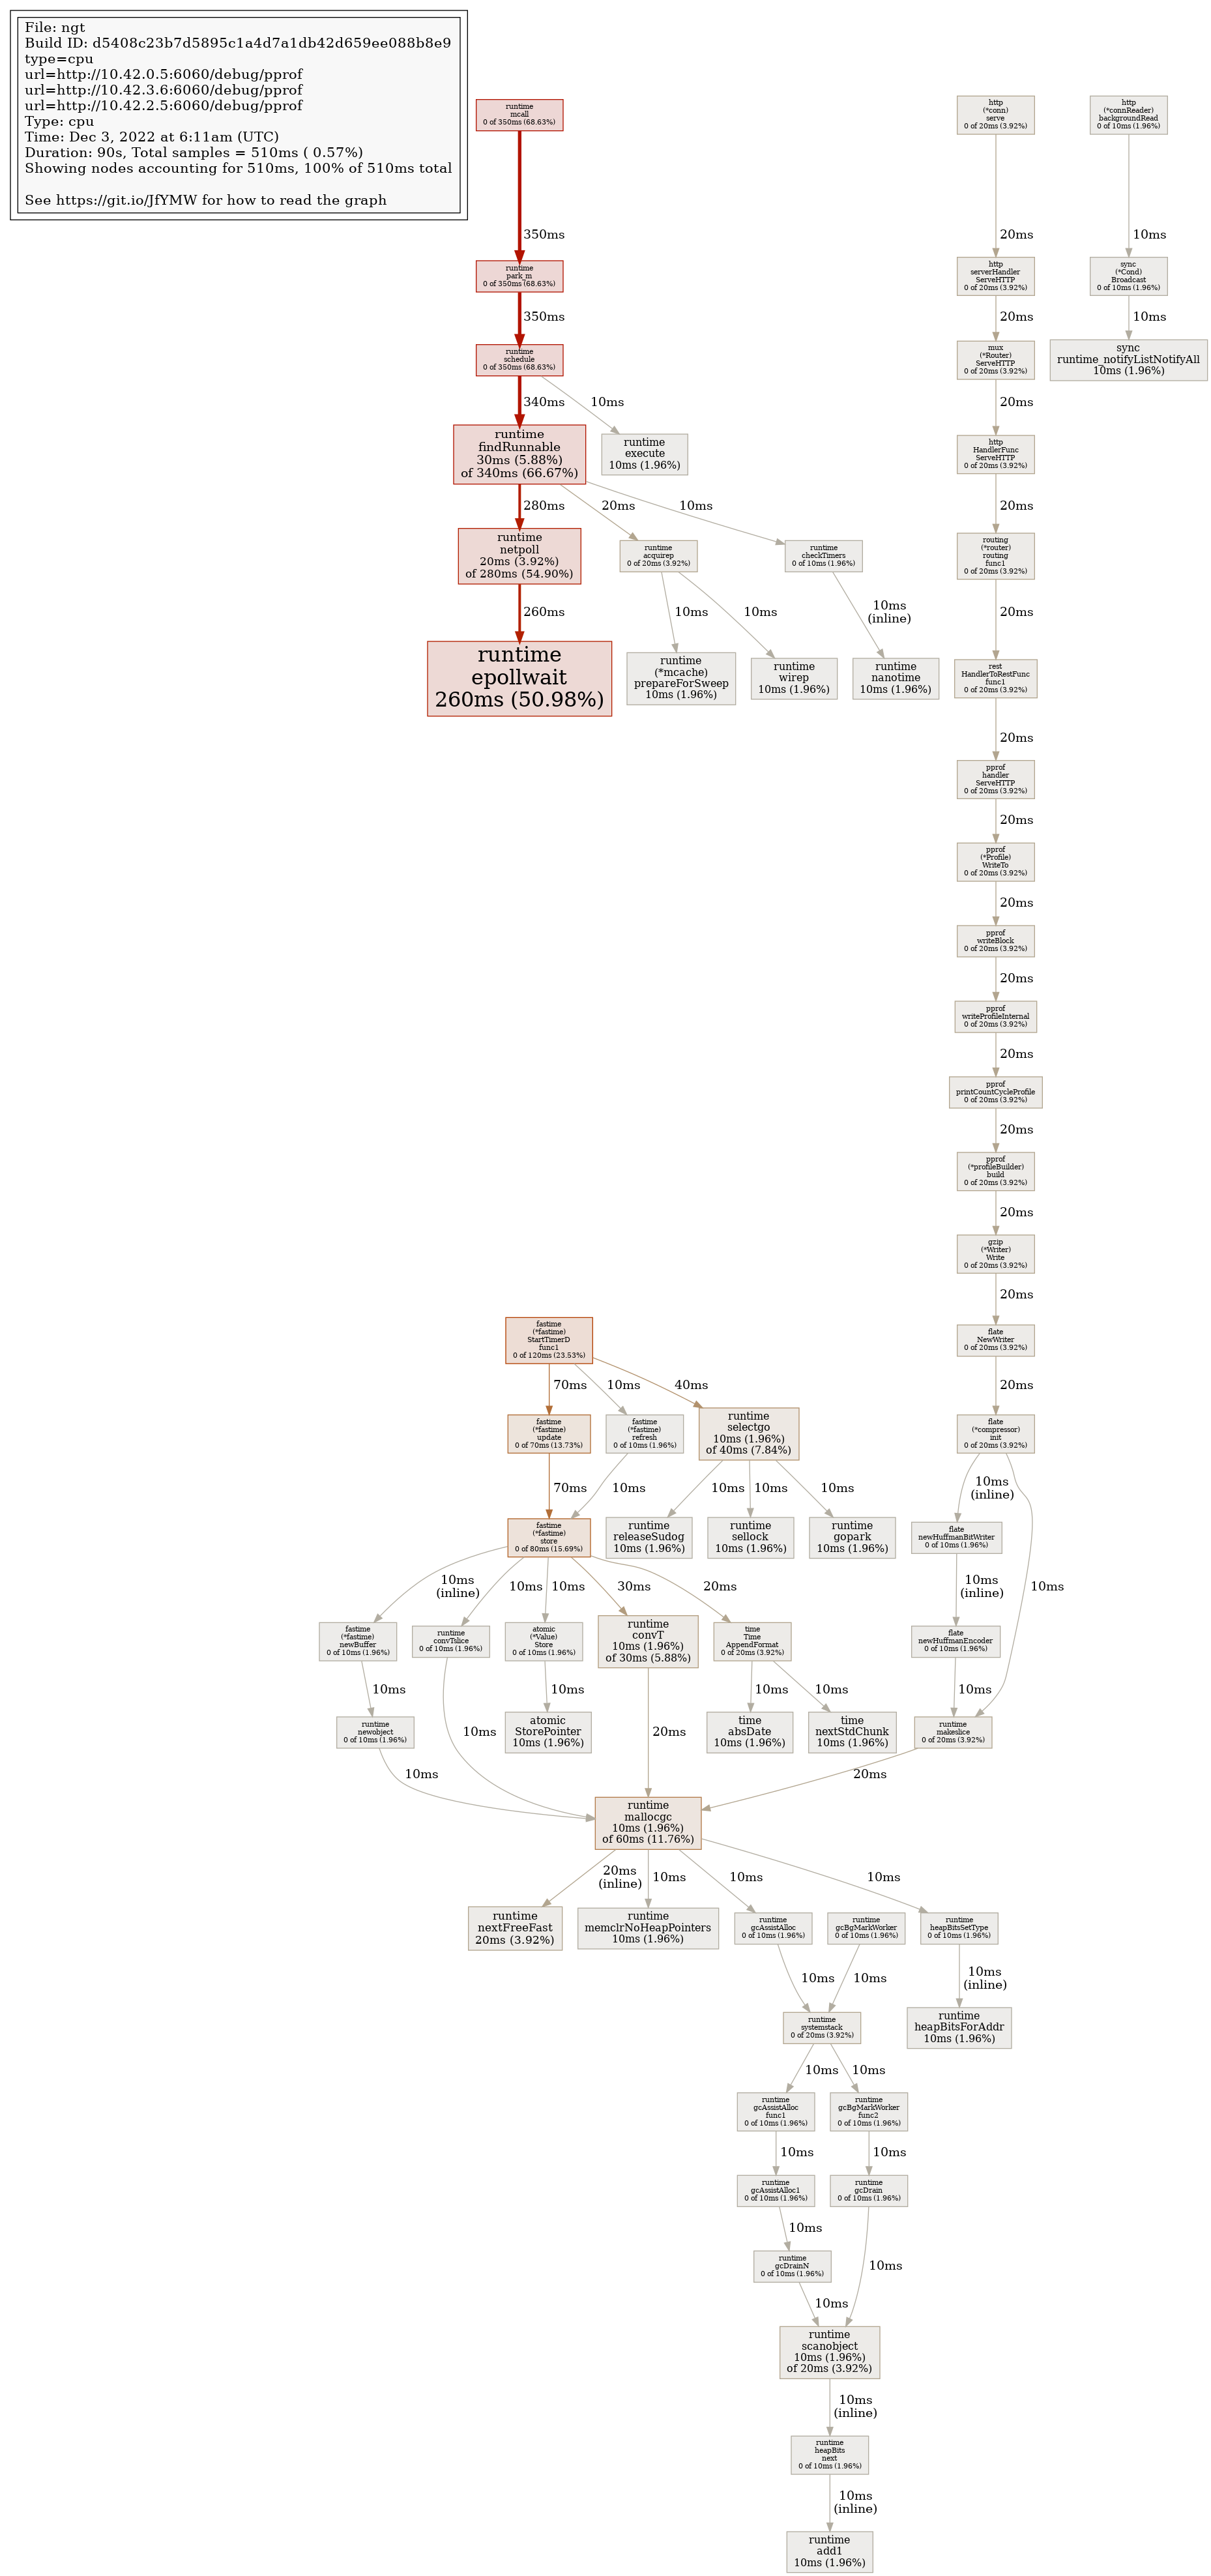 File: ngt
Build ID: d5408c23b7d5895c1a4d7a1db42d659ee088b8e9
type=cpu
url=http://10.42.0.5:6060/debug/pprof
url=http://10.42.3.6:6060/debug/pprof
url=http://10.42.2.5:6060/debug/pprof
Type: cpu
Time: Dec 3, 2022 at 6:11am (UTC)
Duration: 90s, Total samples = 510ms ( 0.57%)
Showing nodes accounting for 510ms, 100% of 510ms total
See https://git.io/JfYMW for how to read the graph
runtime
mcall
0 of 350ms (68.63%)
350ms
runtime
park_m
0 of 350ms (68.63%)
350ms
runtime
schedule
0 of 350ms (68.63%)
340ms
10ms
runtime
findRunnable
30ms (5.88%)
of 340ms (66.67%)
runtime
execute
10ms (1.96%)
280ms
20ms
10ms
runtime
netpoll
20ms (3.92%)
of 280ms (54.90%)
runtime
acquirep
0 of 20ms (3.92%)
runtime
checkTimers
0 of 10ms (1.96%)
260ms
10ms
10ms
10ms
(inline)
runtime
epollwait
260ms (50.98%)
runtime
(*mcache)
prepareForSweep
10ms (1.96%)
runtime
wirep
10ms (1.96%)
runtime
nanotime
10ms (1.96%)
http
(*conn)
serve
0 of 20ms (3.92%)
20ms
http
serverHandler
ServeHTTP
0 of 20ms (3.92%)
20ms
mux
(*Router)
ServeHTTP
0 of 20ms (3.92%)
20ms
http
HandlerFunc
ServeHTTP
0 of 20ms (3.92%)
20ms
routing
(*router)
routing
func1
0 of 20ms (3.92%)
20ms
rest
HandlerToRestFunc
func1
0 of 20ms (3.92%)
20ms
pprof
handler
ServeHTTP
0 of 20ms (3.92%)
20ms
pprof
(*Profile)
WriteTo
0 of 20ms (3.92%)
20ms
pprof
writeBlock
0 of 20ms (3.92%)
20ms
pprof
writeProfileInternal
0 of 20ms (3.92%)
20ms
pprof
printCountCycleProfile
0 of 20ms (3.92%)
20ms
pprof
(*profileBuilder)
build
0 of 20ms (3.92%)
20ms
gzip
(*Writer)
Write
0 of 20ms (3.92%)
20ms
flate
NewWriter
0 of 20ms (3.92%)
20ms
flate
(*compressor)
init
0 of 20ms (3.92%)
10ms
(inline)
10ms
flate
newHuffmanBitWriter
0 of 10ms (1.96%)
10ms
(inline)
flate
newHuffmanEncoder
0 of 10ms (1.96%)
10ms
runtime
makeslice
0 of 20ms (3.92%)
20ms
http
(*connReader)
backgroundRead
0 of 10ms (1.96%)
10ms
sync
(*Cond)
Broadcast
0 of 10ms (1.96%)
10ms
sync
runtime_notifyListNotifyAll
10ms (1.96%)
fastime
(*fastime)
StartTimerD
func1
0 of 120ms (23.53%)
70ms
10ms
40ms
fastime
(*fastime)
update
0 of 70ms (13.73%)
fastime
(*fastime)
refresh
0 of 10ms (1.96%)
runtime
selectgo
10ms (1.96%)
of 40ms (7.84%)
70ms
10ms
10ms
10ms
10ms
fastime
(*fastime)
store
0 of 80ms (15.69%)
runtime
releaseSudog
10ms (1.96%)
runtime
sellock
10ms (1.96%)
runtime
gopark
10ms (1.96%)
10ms
(inline)
10ms
10ms
30ms
20ms
fastime
(*fastime)
newBuffer
0 of 10ms (1.96%)
runtime
convTslice
0 of 10ms (1.96%)
atomic
(*Value)
Store
0 of 10ms (1.96%)
runtime
convT
10ms (1.96%)
of 30ms (5.88%)
time
Time
AppendFormat
0 of 20ms (3.92%)
10ms
10ms
10ms
20ms
10ms
10ms
runtime
newobject
0 of 10ms (1.96%)
atomic
StorePointer
10ms (1.96%)
time
absDate
10ms (1.96%)
time
nextStdChunk
10ms (1.96%)
10ms
runtime
mallocgc
10ms (1.96%)
of 60ms (11.76%)
20ms
(inline)
10ms
10ms
10ms
runtime
nextFreeFast
20ms (3.92%)
runtime
memclrNoHeapPointers
10ms (1.96%)
runtime
gcAssistAlloc
0 of 10ms (1.96%)
runtime
gcBgMarkWorker
0 of 10ms (1.96%)
runtime
heapBitsSetType
0 of 10ms (1.96%)
10ms
10ms
10ms
(inline)
runtime
systemstack
0 of 20ms (3.92%)
runtime
heapBitsForAddr
10ms (1.96%)
10ms
10ms
runtime
gcAssistAlloc
func1
0 of 10ms (1.96%)
runtime
gcBgMarkWorker
func2
0 of 10ms (1.96%)
10ms
10ms
runtime
gcAssistAlloc1
0 of 10ms (1.96%)
runtime
gcDrain
0 of 10ms (1.96%)
10ms
10ms
runtime
gcDrainN
0 of 10ms (1.96%)
10ms
runtime
scanobject
10ms (1.96%)
of 20ms (3.92%)
10ms
(inline)
runtime
heapBits
next
0 of 10ms (1.96%)
10ms
(inline)
runtime
add1
10ms (1.96%)